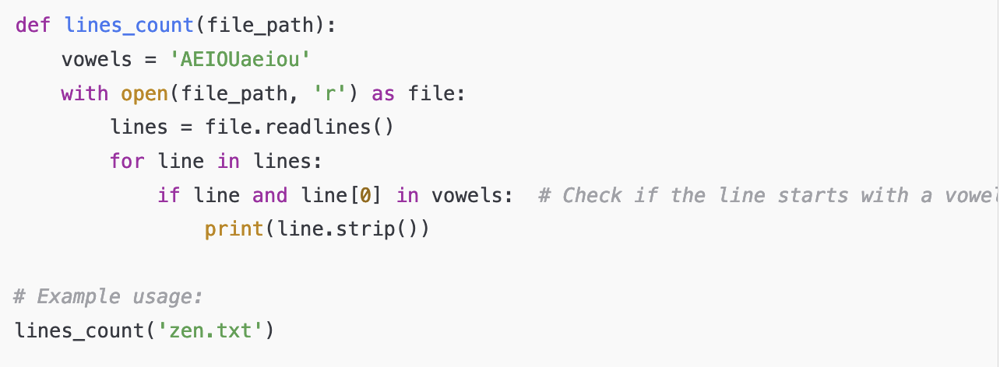 def lines_count(file_path):
    vowels = 'AEIOUaeiou'
    with open(file_path, 'r') as file:
        lines = file.readlines()
        for line in lines:
            if line and line[0] in vowels:  # Check if the line starts with a vowel
                print(line.strip())

# Example usage:
lines_count('zen.txt')